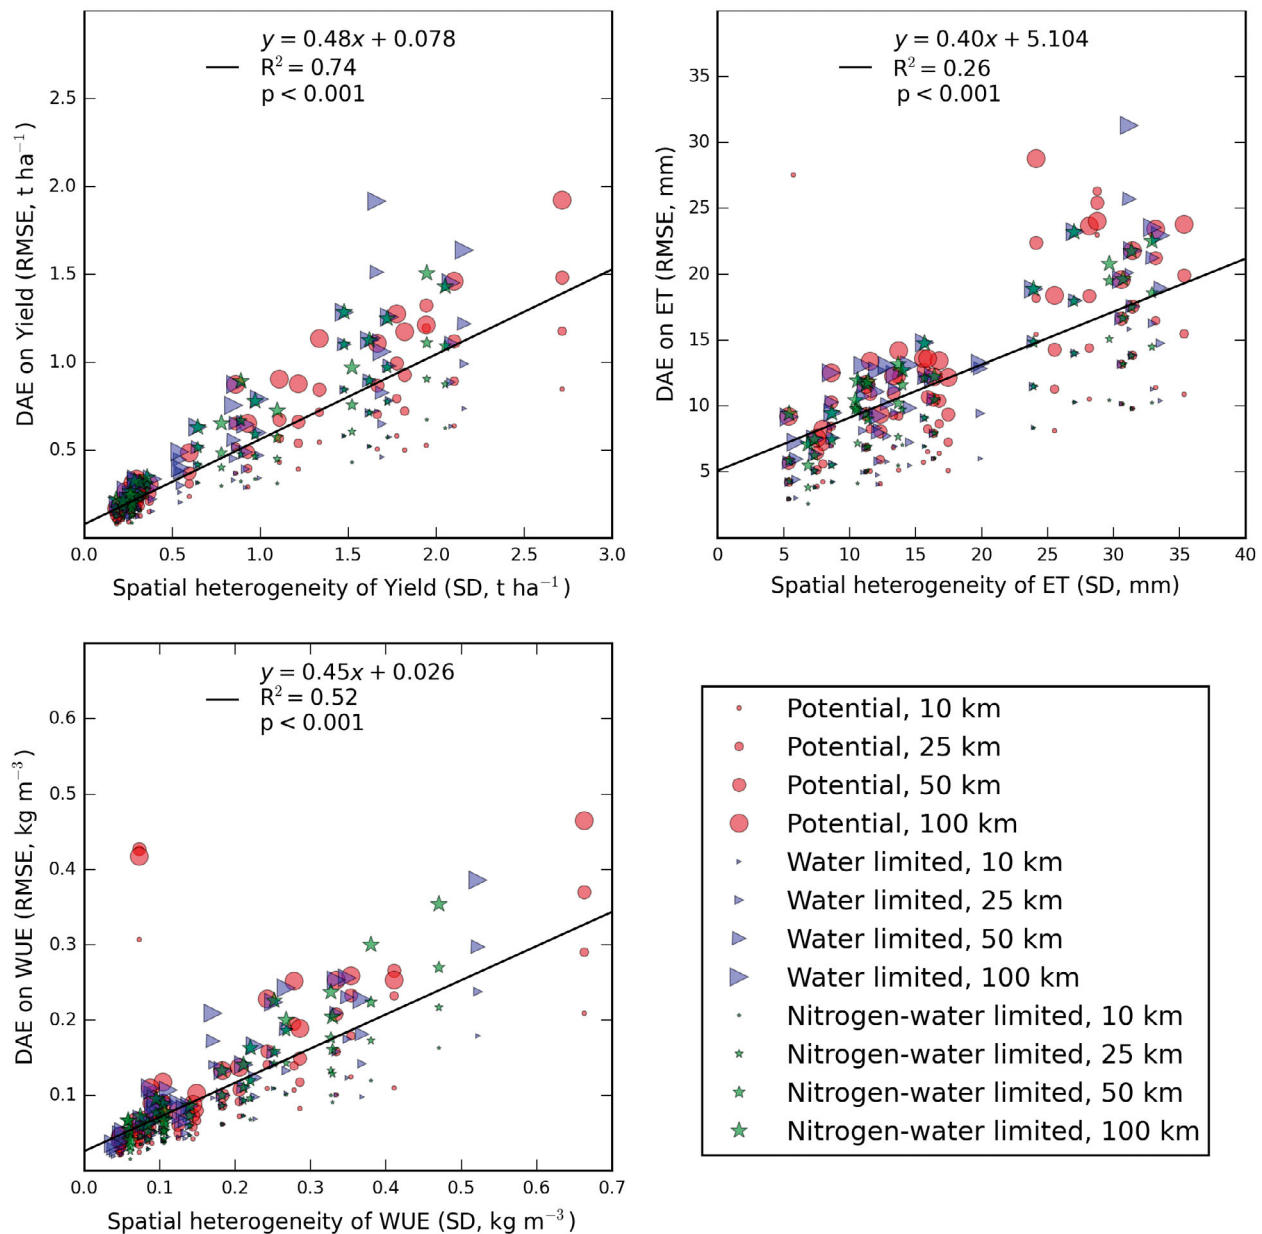 y = 0.48x + 0.078
R² = 0.74
p < 0.001
DAE on Yield (RMSE, t ha⁻¹)
2.5
2.0
1.5
1.0
0.5
0.0 0.5 1.0 1.5 2.0 2.5 3.0
Spatial heterogeneity of Yield (SD, t ha⁻¹)
y = 0.40x + 5.104
R² = 0.26
p < 0.001
DAE on ET (RMSE, mm)
35
30
25
20
15
10
5
0 5 10 15 20 25 30 35 40
Spatial heterogeneity of ET (SD, mm)
y = 0.45x + 0.026
R² = 0.52
p < 0.001
DAE on WUE (RMSE, kg m⁻³)
0.6
0.5
0.4
0.3
0.2
0.1
0.0 0.1 0.2 0.3 0.4 0.5 0.6 0.7
Spatial heterogeneity of WUE (SD, kg m⁻³)
Potential, 10 km
Potential, 25 km
Potential, 50 km
Potential, 100 km
Water limited, 10 km
Water limited, 25 km
Water limited, 50 km
Water limited, 100 km
Nitrogen-water limited, 10 km
Nitrogen-water limited, 25 km
Nitrogen-water limited, 50 km
Nitrogen-water limited, 100 km